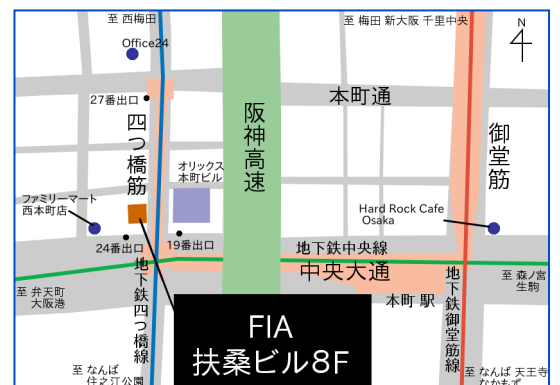 至 西梅田
至 梅田 新大阪 千里中央
N
Office24
27番出口
本町通
阪神高速
四つ橋筋
御堂筋
オリックス
本町ビル
ファミリーマート
西本町店
Hard Rock Cafe
Osaka
24番出口
19番出口
地下鉄中央線
中央大通
至 弁天町
大阪港
至 森ノ宮
生駒
地下鉄四つ橋線
本町 駅
地下鉄御堂筋線
FIA
扶桑ビル8F
至 なんば
住之江公園
至 なんば 天王寺
なかもず